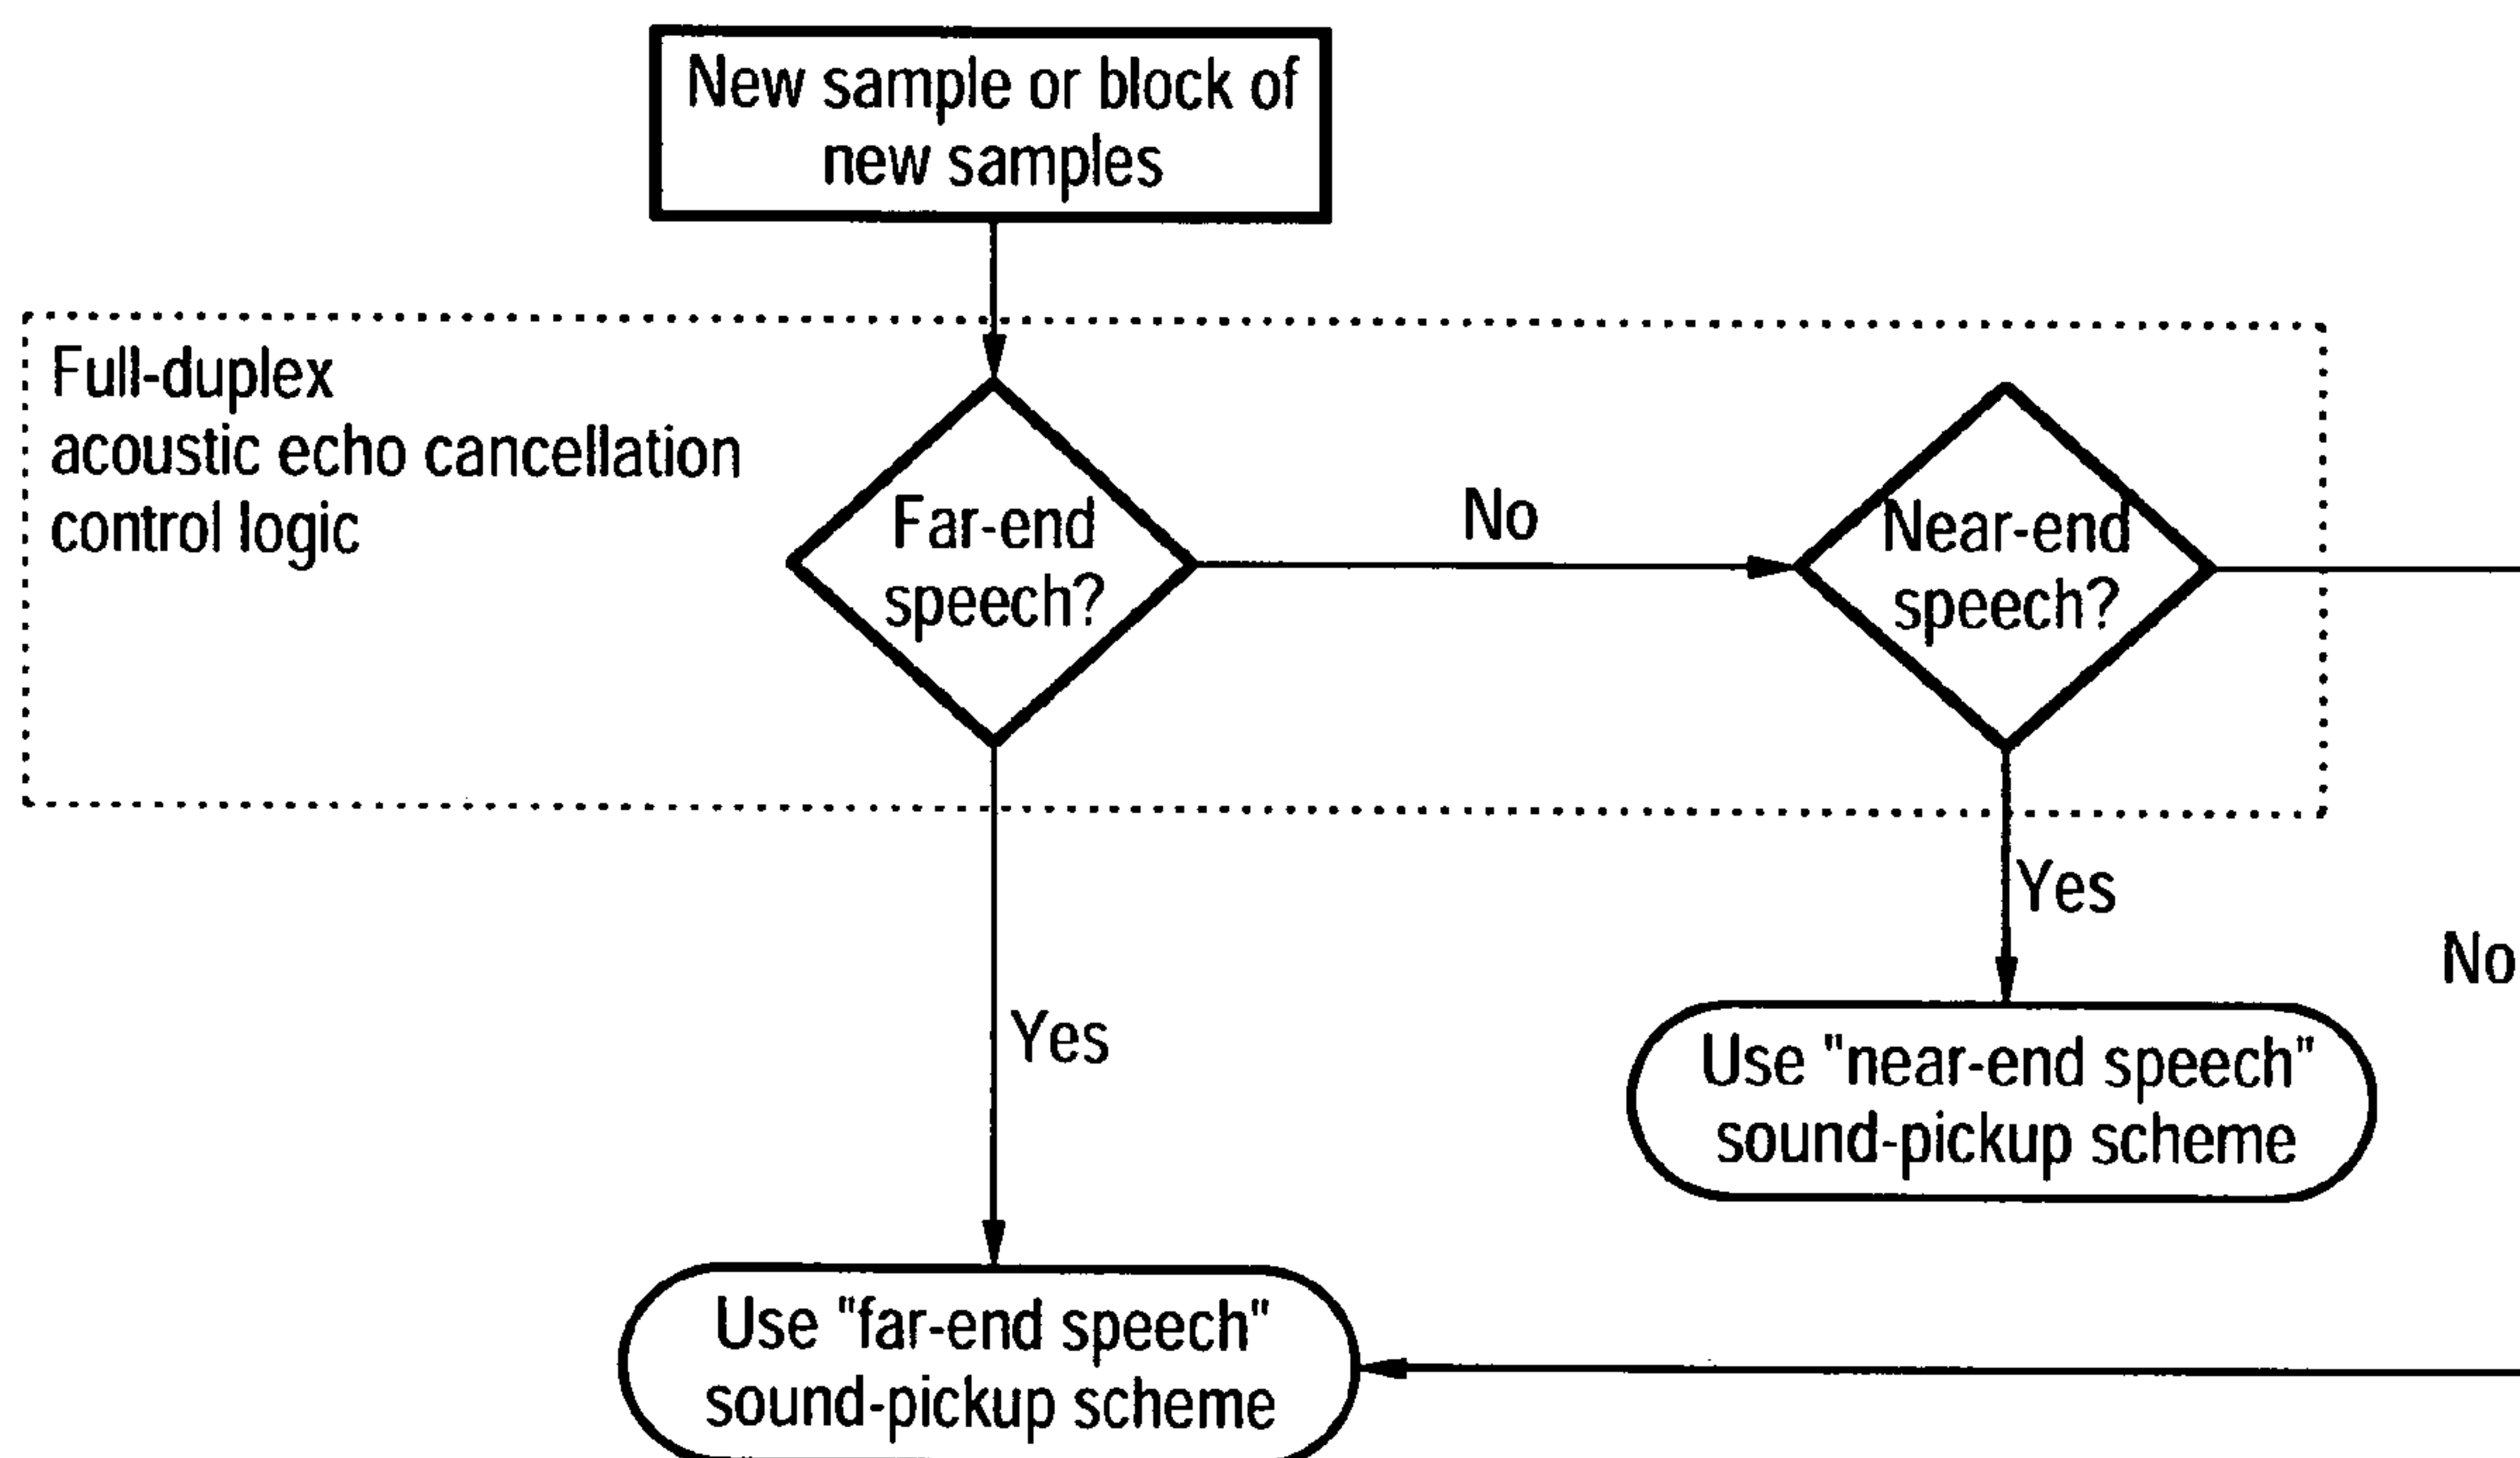 New sample or block of
new samples
Full-duplex
acoustic echo cancellation
control logic
Far-end
speech?
No
Near-end
speech?
Yes
No
Yes
Use "near-end speech"
sound-pickup scheme
Use "far-end speech"
sound-pickup scheme